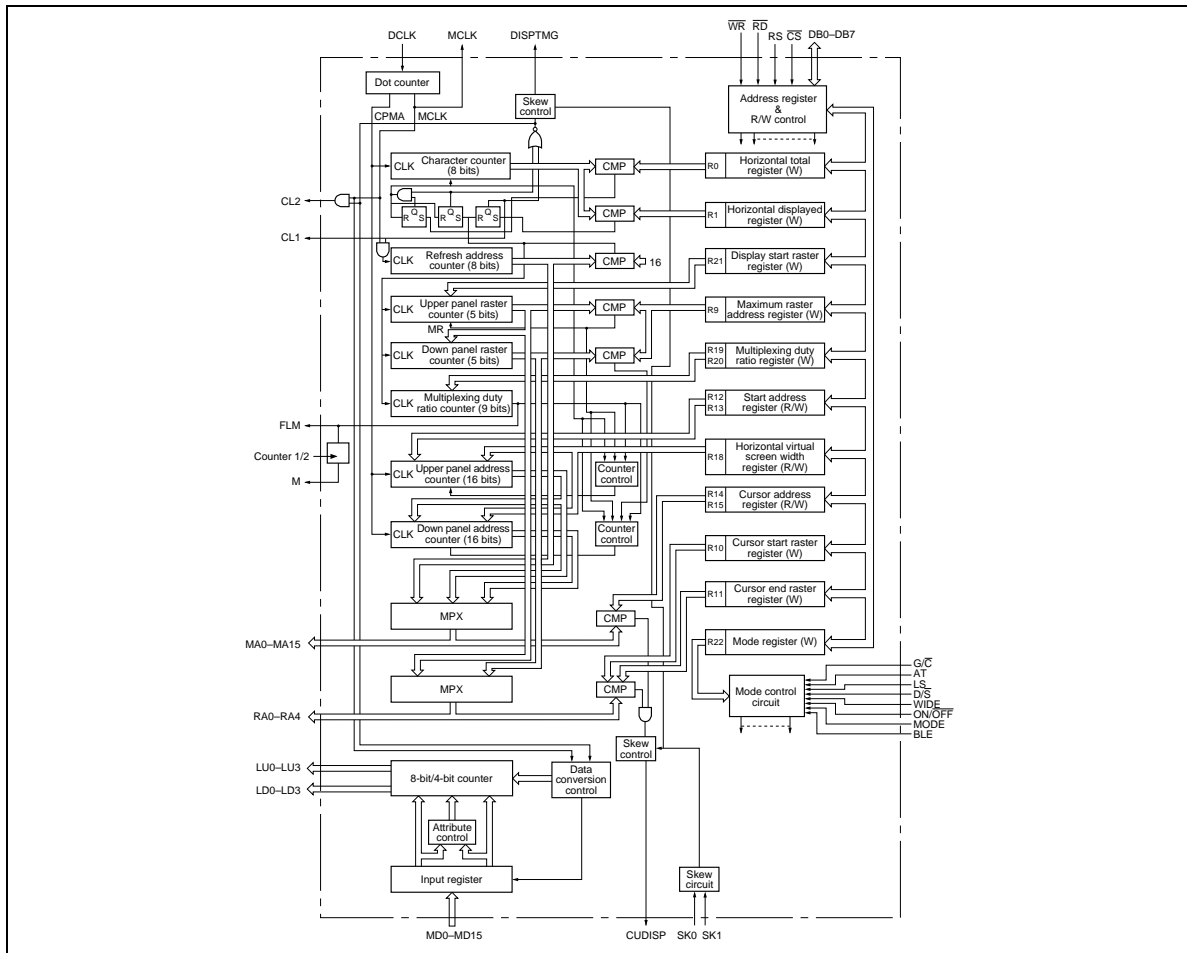 DCLK
MCLK
DISPTMG
WR
RD
RS
CS
DB0–DB7
Dot counter
Skew
control
Address register
&
R/W control
CPMA
MCLK
CLK
Character counter
(8 bits)
CMP
R0
Horizontal total
register (W)
CL2
R
Q
S
R
Q
S
R
Q
S
CMP
R1
Horizontal displayed
register (W)
CL1
CLK
Refresh address
counter (8 bits)
CMP
16
R21
Display start raster
register (W)
CLK
Upper panel raster
counter (5 bits)
CMP
R9
Maximum raster
address register (W)
MR
CLK
Down panel raster
counter (5 bits)
CMP
R19
R20
Multiplexing duty
ratio register (W)
CLK
Multiplexing duty
ratio counter (9 bits)
R12
R13
Start address
register (R/W)
FLM
Counter 1/2
M
R18
Horizontal virtual
screen width
register (R/W)
CLK
Upper panel address
counter (16 bits)
Counter
control
R14
R15
Cursor address
register (R/W)
CLK
Down panel address
counter (16 bits)
Counter
control
R10
Cursor start raster
register (W)
R11
Cursor end raster
register (W)
MPX
CMP
MA0–MA15
R22
Mode register (W)
MPX
CMP
RA0–RA4
Mode control
circuit
G/C
AT
LS
D/S
WIDE
ON/OFF
MODE
BLE
Skew
control
LU0–LU3
LD0–LD3
8-bit/4-bit counter
Data
conversion
control
Attribute
control
Input register
Skew
circuit
MD0–MD15
CUDISP
SK0
SK1